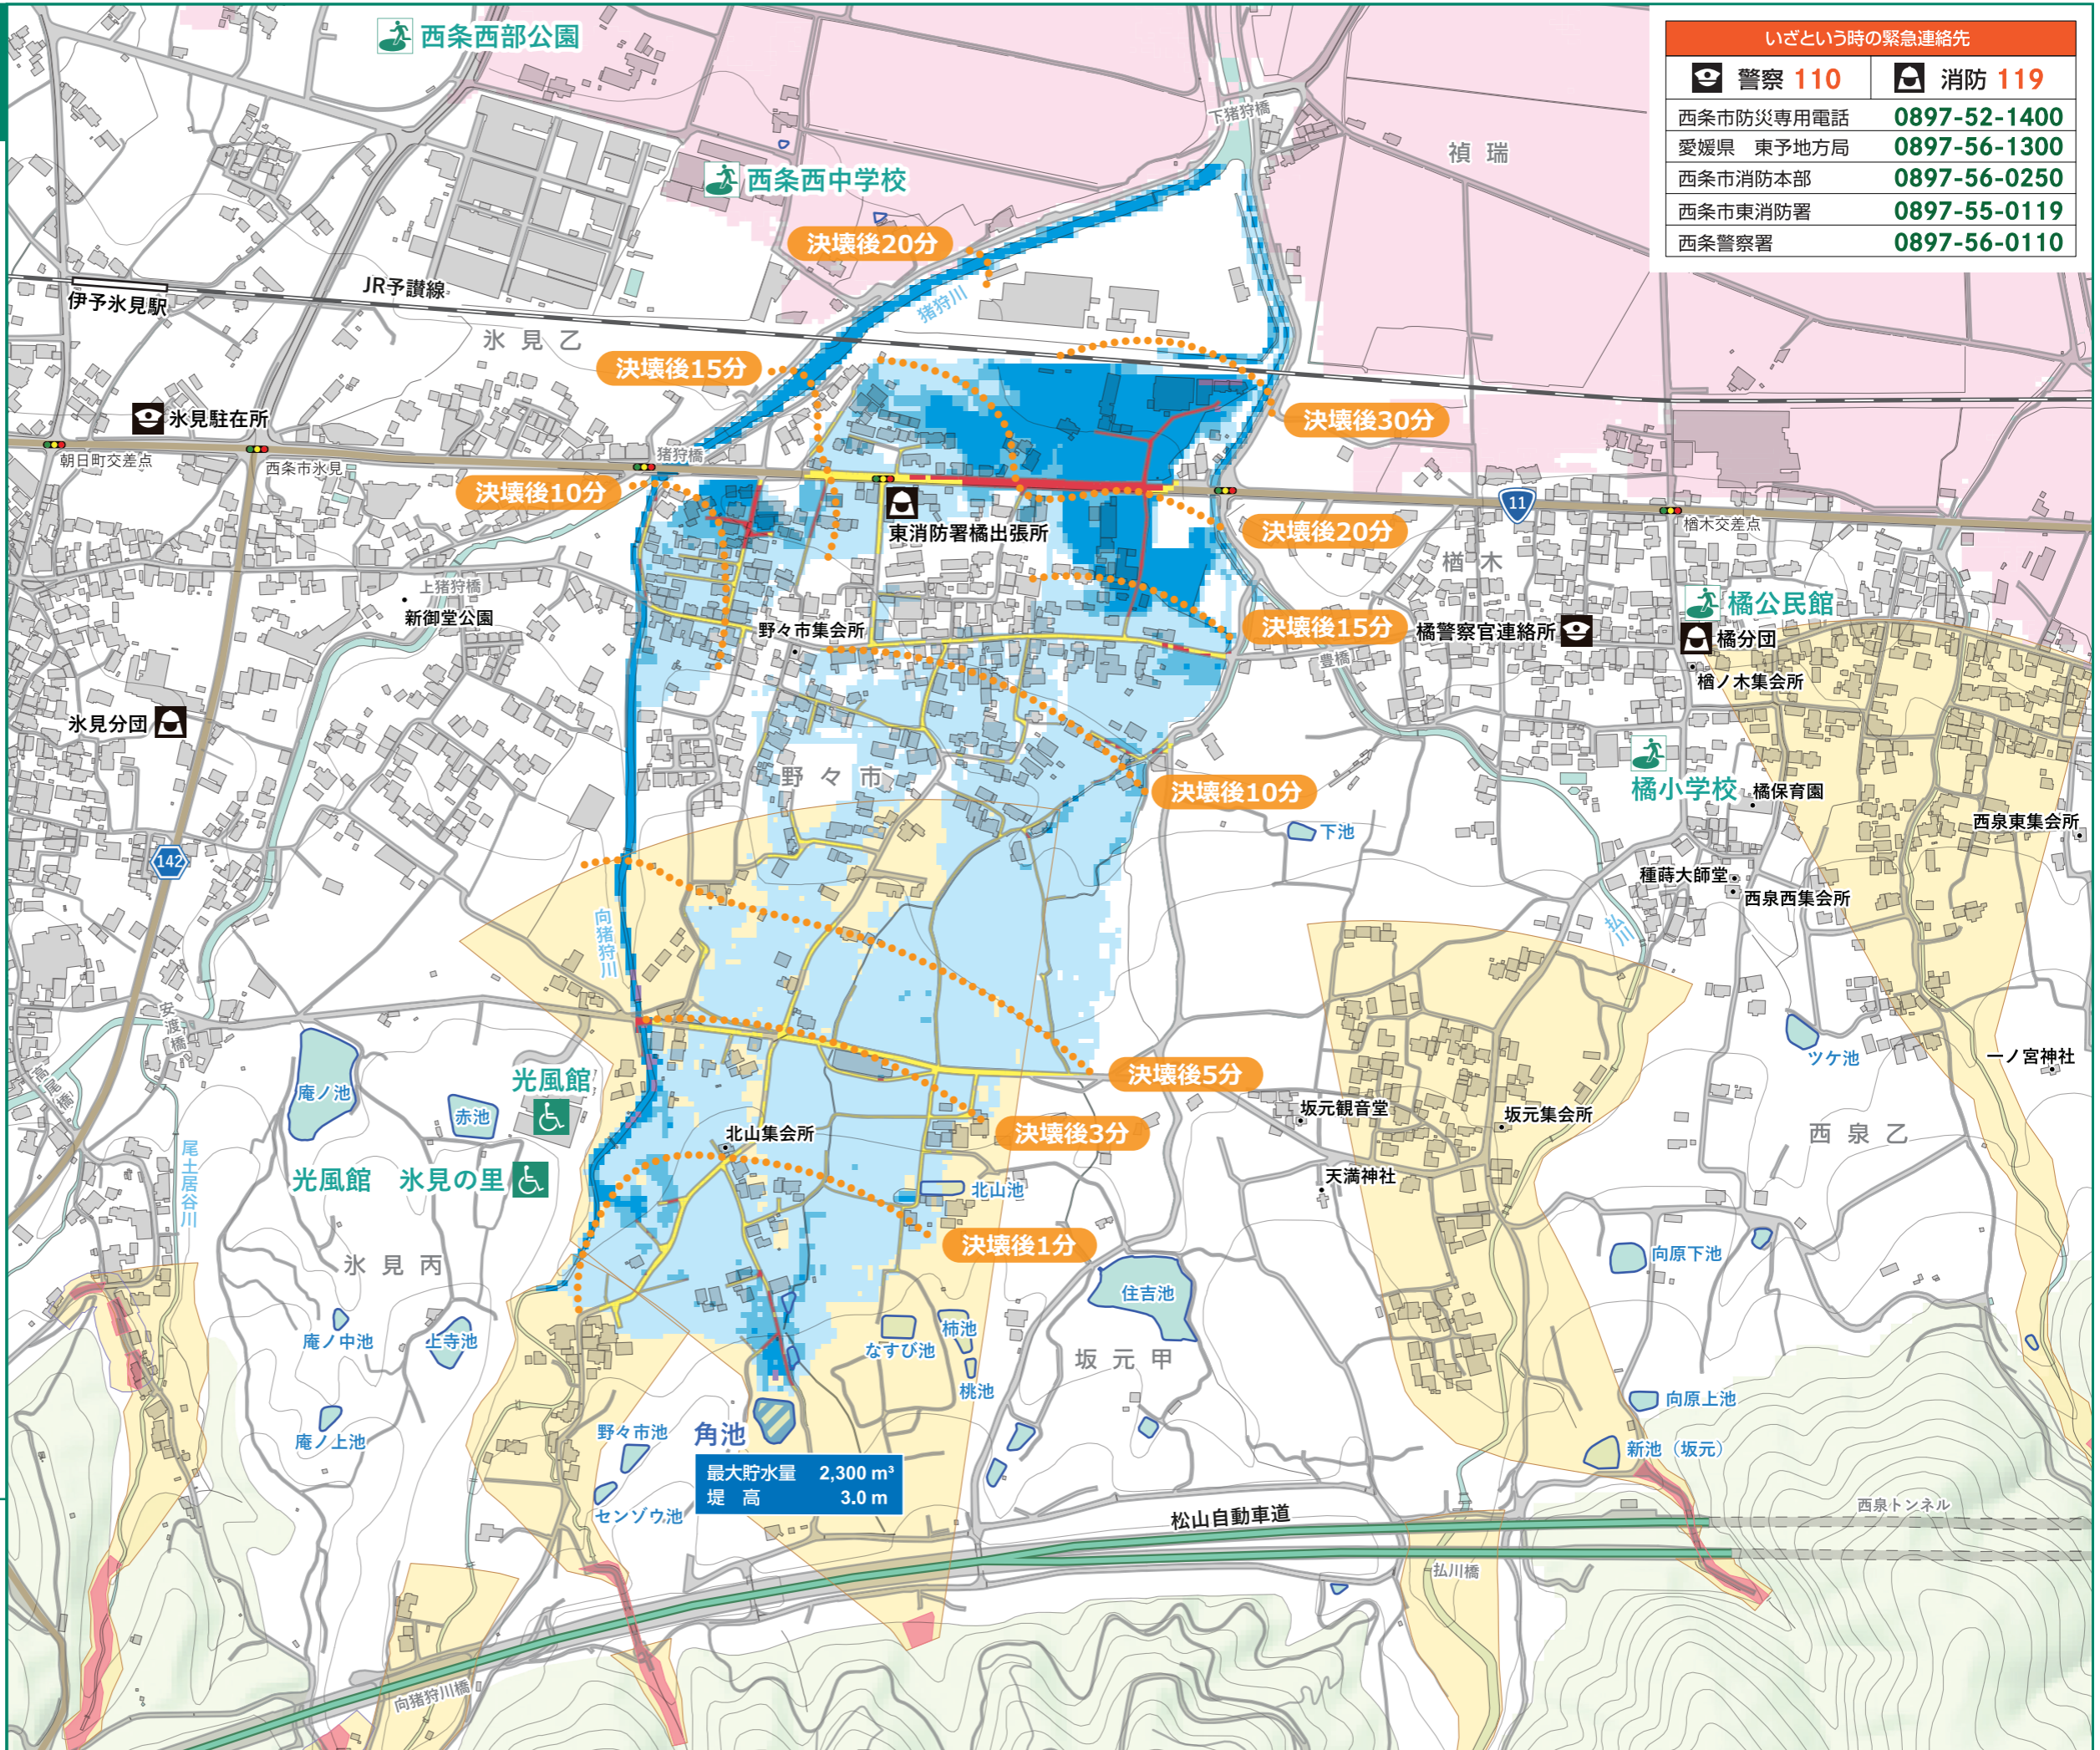 西条西部公園
いざという時の緊急連絡先
警察 110
消防 119
西条市防災専用電話 0897-52-1400
愛媛県 東予地方局 0897-56-1300
西条市消防本部 0897-56-0250
西条市東消防署 0897-55-0119
西条警察署 0897-56-0110
下猪狩橋
禎瑞
西条西中学校
決壊後20分
JR予讃線
伊予氷見駅
猪狩川
氷見乙
決壊後15分
氷見駐在所
決壊後30分
朝日町交差点
西条市氷見
猪狩橋
決壊後10分
11
東消防署橘出張所
決壊後20分
楢木交差点
楢木
上猪狩橋
新御堂公園
野々市集会所
決壊後15分
橘警察官連絡所
橘公民館
橘分団
豊橋
楢ノ木集会所
氷見分団
野々市
決壊後10分
橘小学校
橘保育園
下池
西泉東集会所
142
種蒔大師堂
西泉西集会所
向猪狩川
払川
安渡橋
ツケ池
一ノ宮神社
高尾橋
庵ノ池
赤池
光風館
決壊後5分
坂元観音堂
坂元集会所
西泉乙
決壊後3分
北山集会所
尾土居谷川
光風館 氷見の里
天満神社
北山池
決壊後1分
氷見丙
向原下池
住吉池
庵ノ中池
上寺池
柿池
なすび池
坂元甲
桃池
向原上池
庵ノ上池
野々市池
角池
新池（坂元）
最大貯水量 2,300 m³
堤高 3.0 m
センゾウ池
松山自動車道
西泉トンネル
払川橋
向猪狩川橋